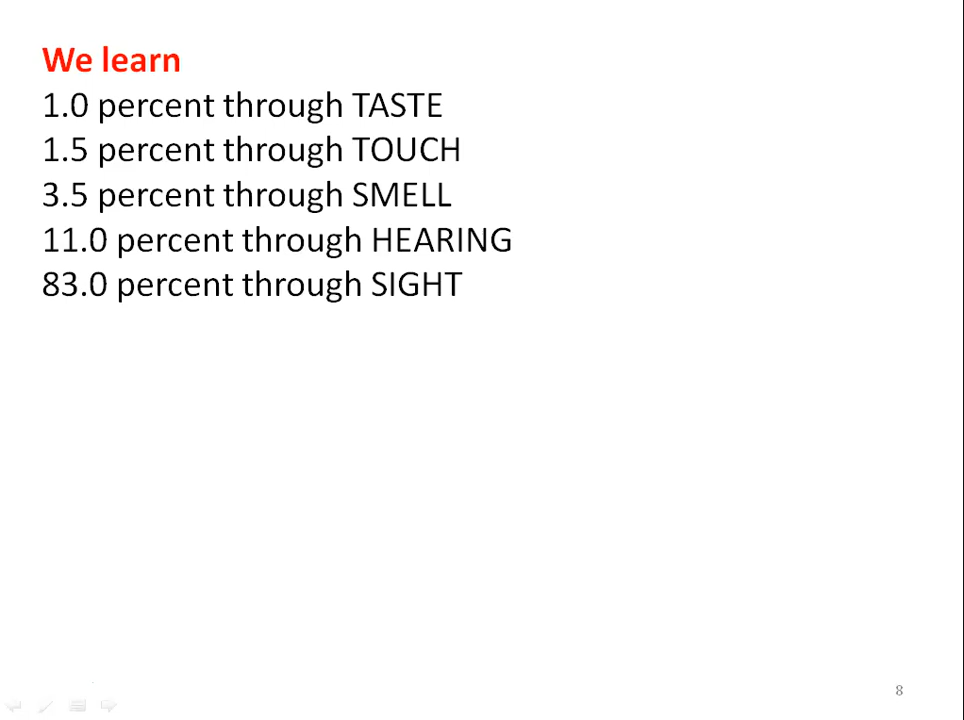 We learn
1.0 percent through TASTE
1.5 percent through TOUCH
3.5 percent through SMELL
11.0 percent through HEARING
83.0 percent through SIGHT
8